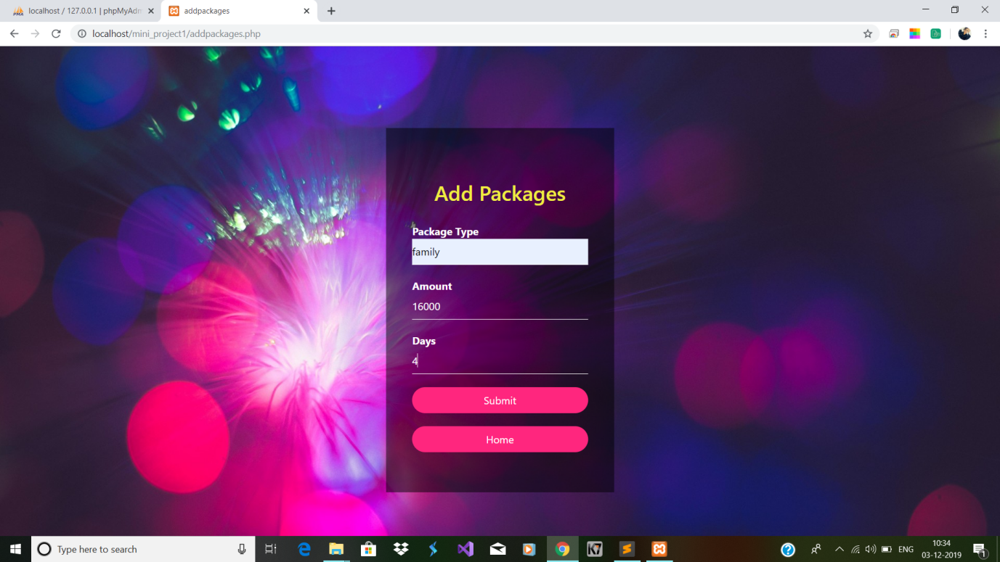 localhost / 127.0.0.1 | phpMyAdm
addpackages
localhost/mini_project1/addpackages.php
Add Packages
Package Type
family
Amount
16000
Days
4
Submit
Home
Type here to search
ENG
10:34
03-12-2019
1